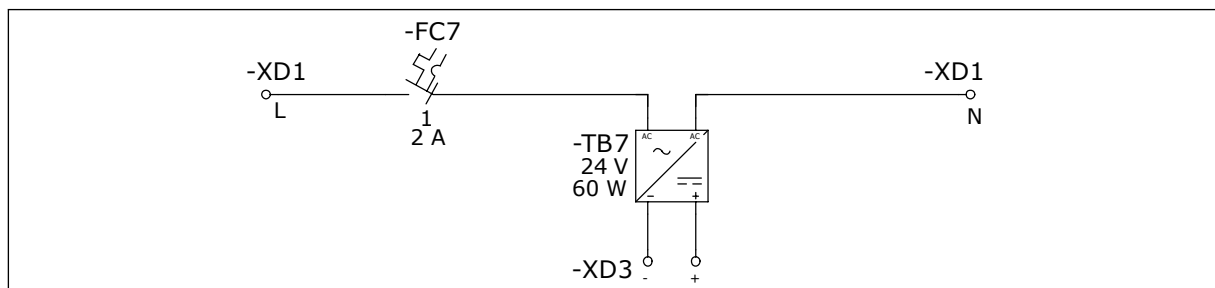 -FC7
-XD1
-XD1
L
N
1
2 A
-TB7
24 V
60 W
AC
AC
-
+
-XD3
-
+